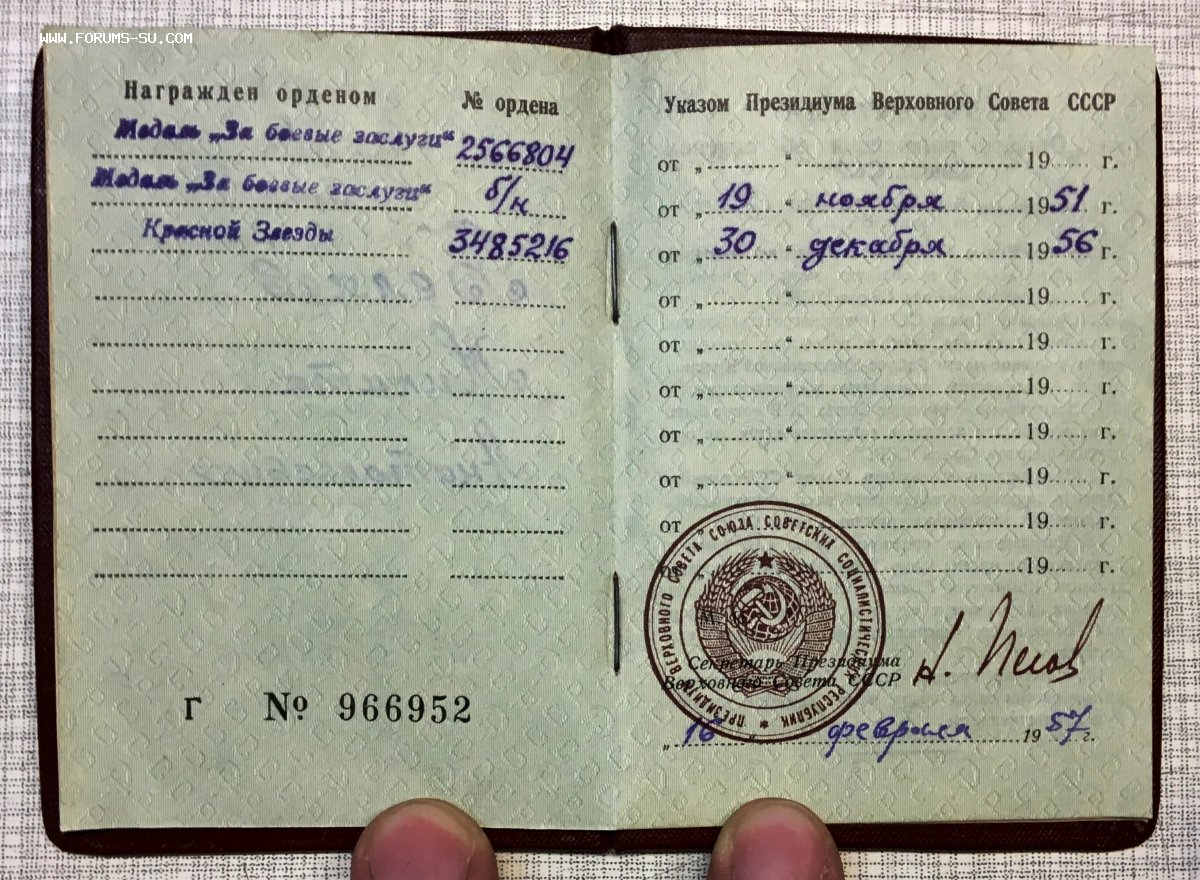 WWW.FORUMS-SU.COM
Награжден орденом № ордена
Медаль „За боевые заслуги“ 2566804
Медаль „За боевые заслуги“ б/н
Красной Звезды 3485216
Г № 966952
Указом Президиума Верховного Совета СССР
от „ “ 19 г.
от „ 19 “ ноября 1951 г.
от „ 30 “ декабря 1956 г.
от „ “ 19 г.
от „ “ 19 г.
от „ “ 19 г.
от „ “ 19 г.
от „ “ 19 г.
от 19 г.
19 г.
ПРЕЗИДИУМ ВЕРХОВНОГО СОВЕТА СОЮЗА СОВЕТСКИХ СОЦИАЛИСТИЧЕСКИХ РЕСПУБЛИК
Секретарь Президиума
Верховного Совета СССР
„ 16 “ февраля 1957 г.